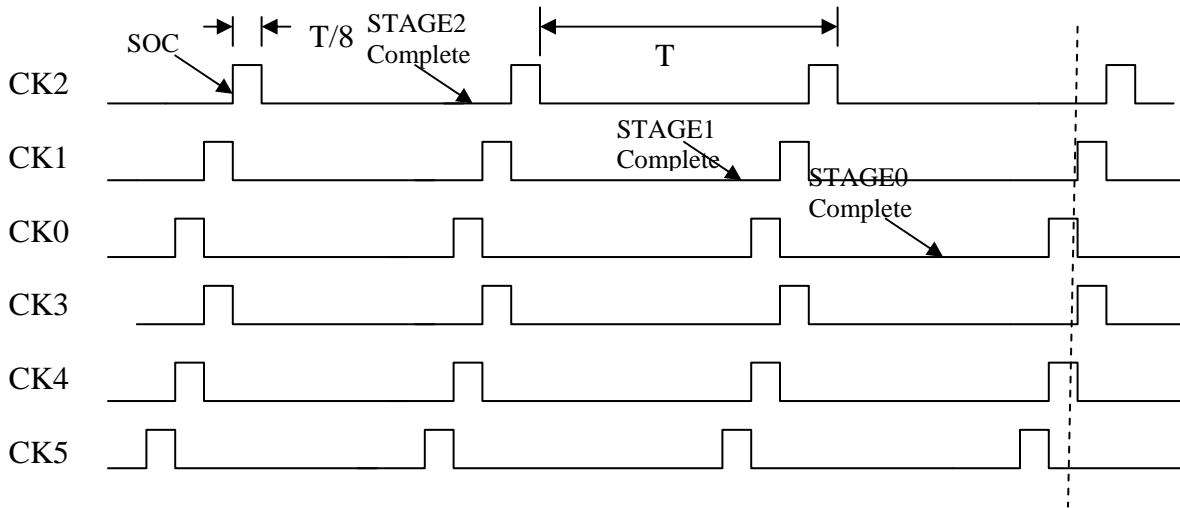 SOC
T/8
STAGE2
Complete
T
CK2
STAGE1
Complete
CK1
STAGE0
Complete
CK0
CK3
CK4
CK5